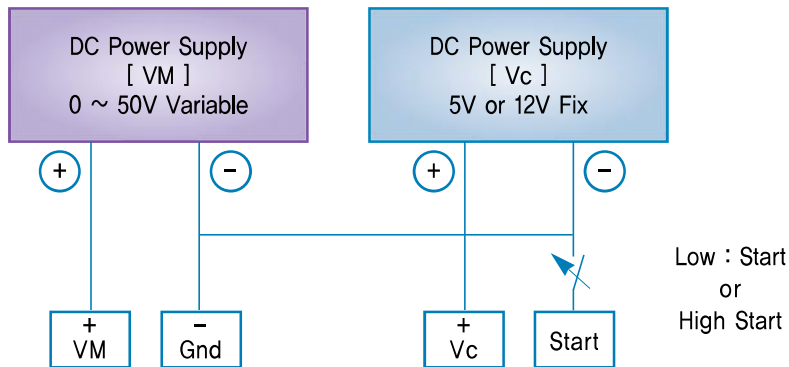 DC Power Supply
[ VM ]
0 ~ 50V Variable
DC Power Supply
[ Vc ]
5V or 12V Fix
+
−
+
−
Low : Start
or
High Start
+
VM
−
Gnd
+
Vc
Start